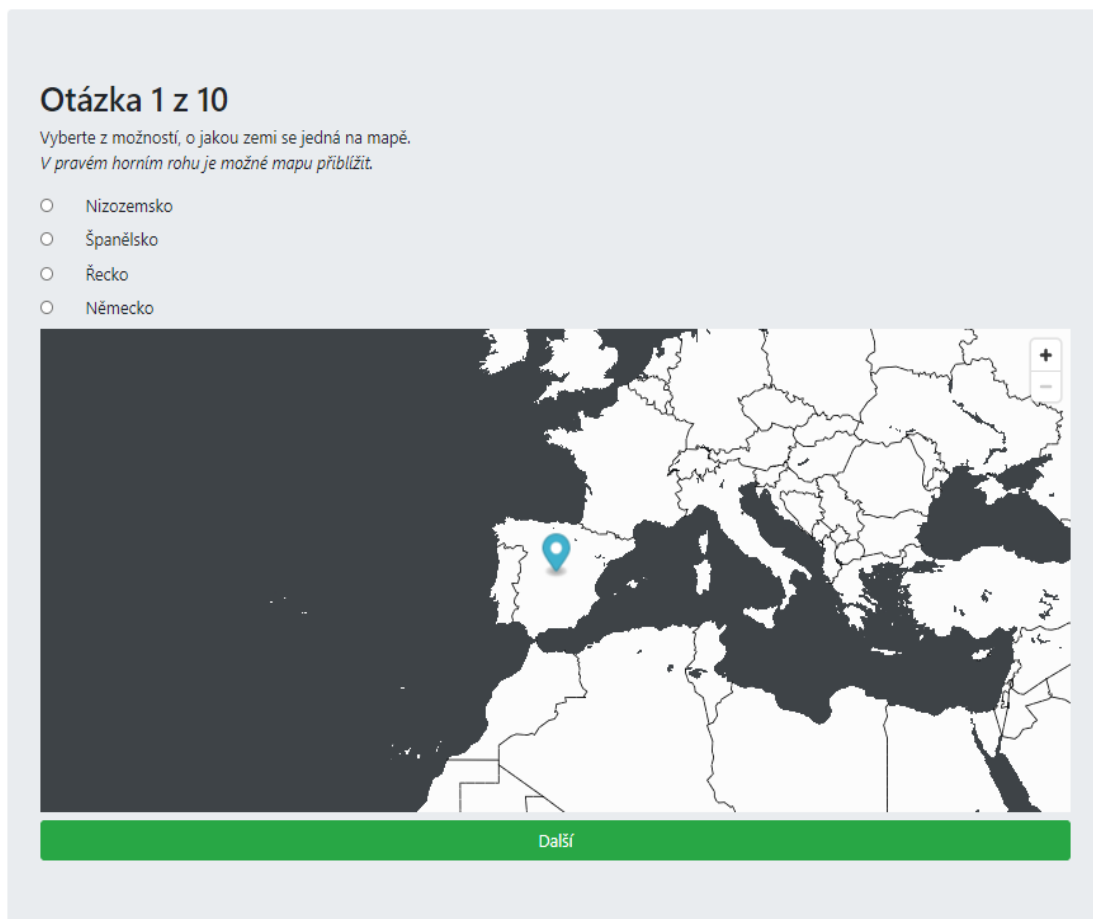 Otázka 1 z 10
Vyberte z možností, o jakou zemi se jedná na mapě.
V pravém horním rohu je možné mapu přiblížit.
Nizozemsko
Španělsko
Řecko
Německo
+
−
Další